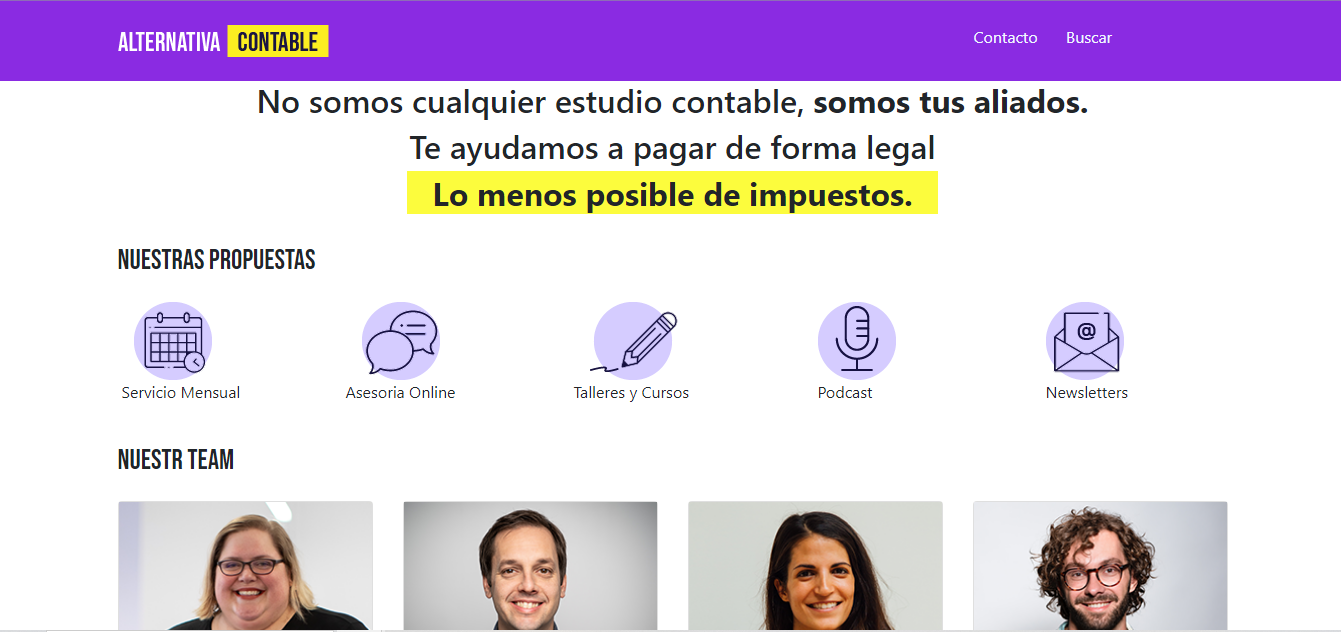 ALTERNATIVA CONTABLE
Contacto Buscar
No somos cualquier estudio contable, somos tus aliados.
Te ayudamos a pagar de forma legal
Lo menos posible de impuestos.
NUESTRAS PROPUESTAS
@
Servicio Mensual Asesoria Online Talleres y Cursos Podcast Newsletters
NUESTR TEAM